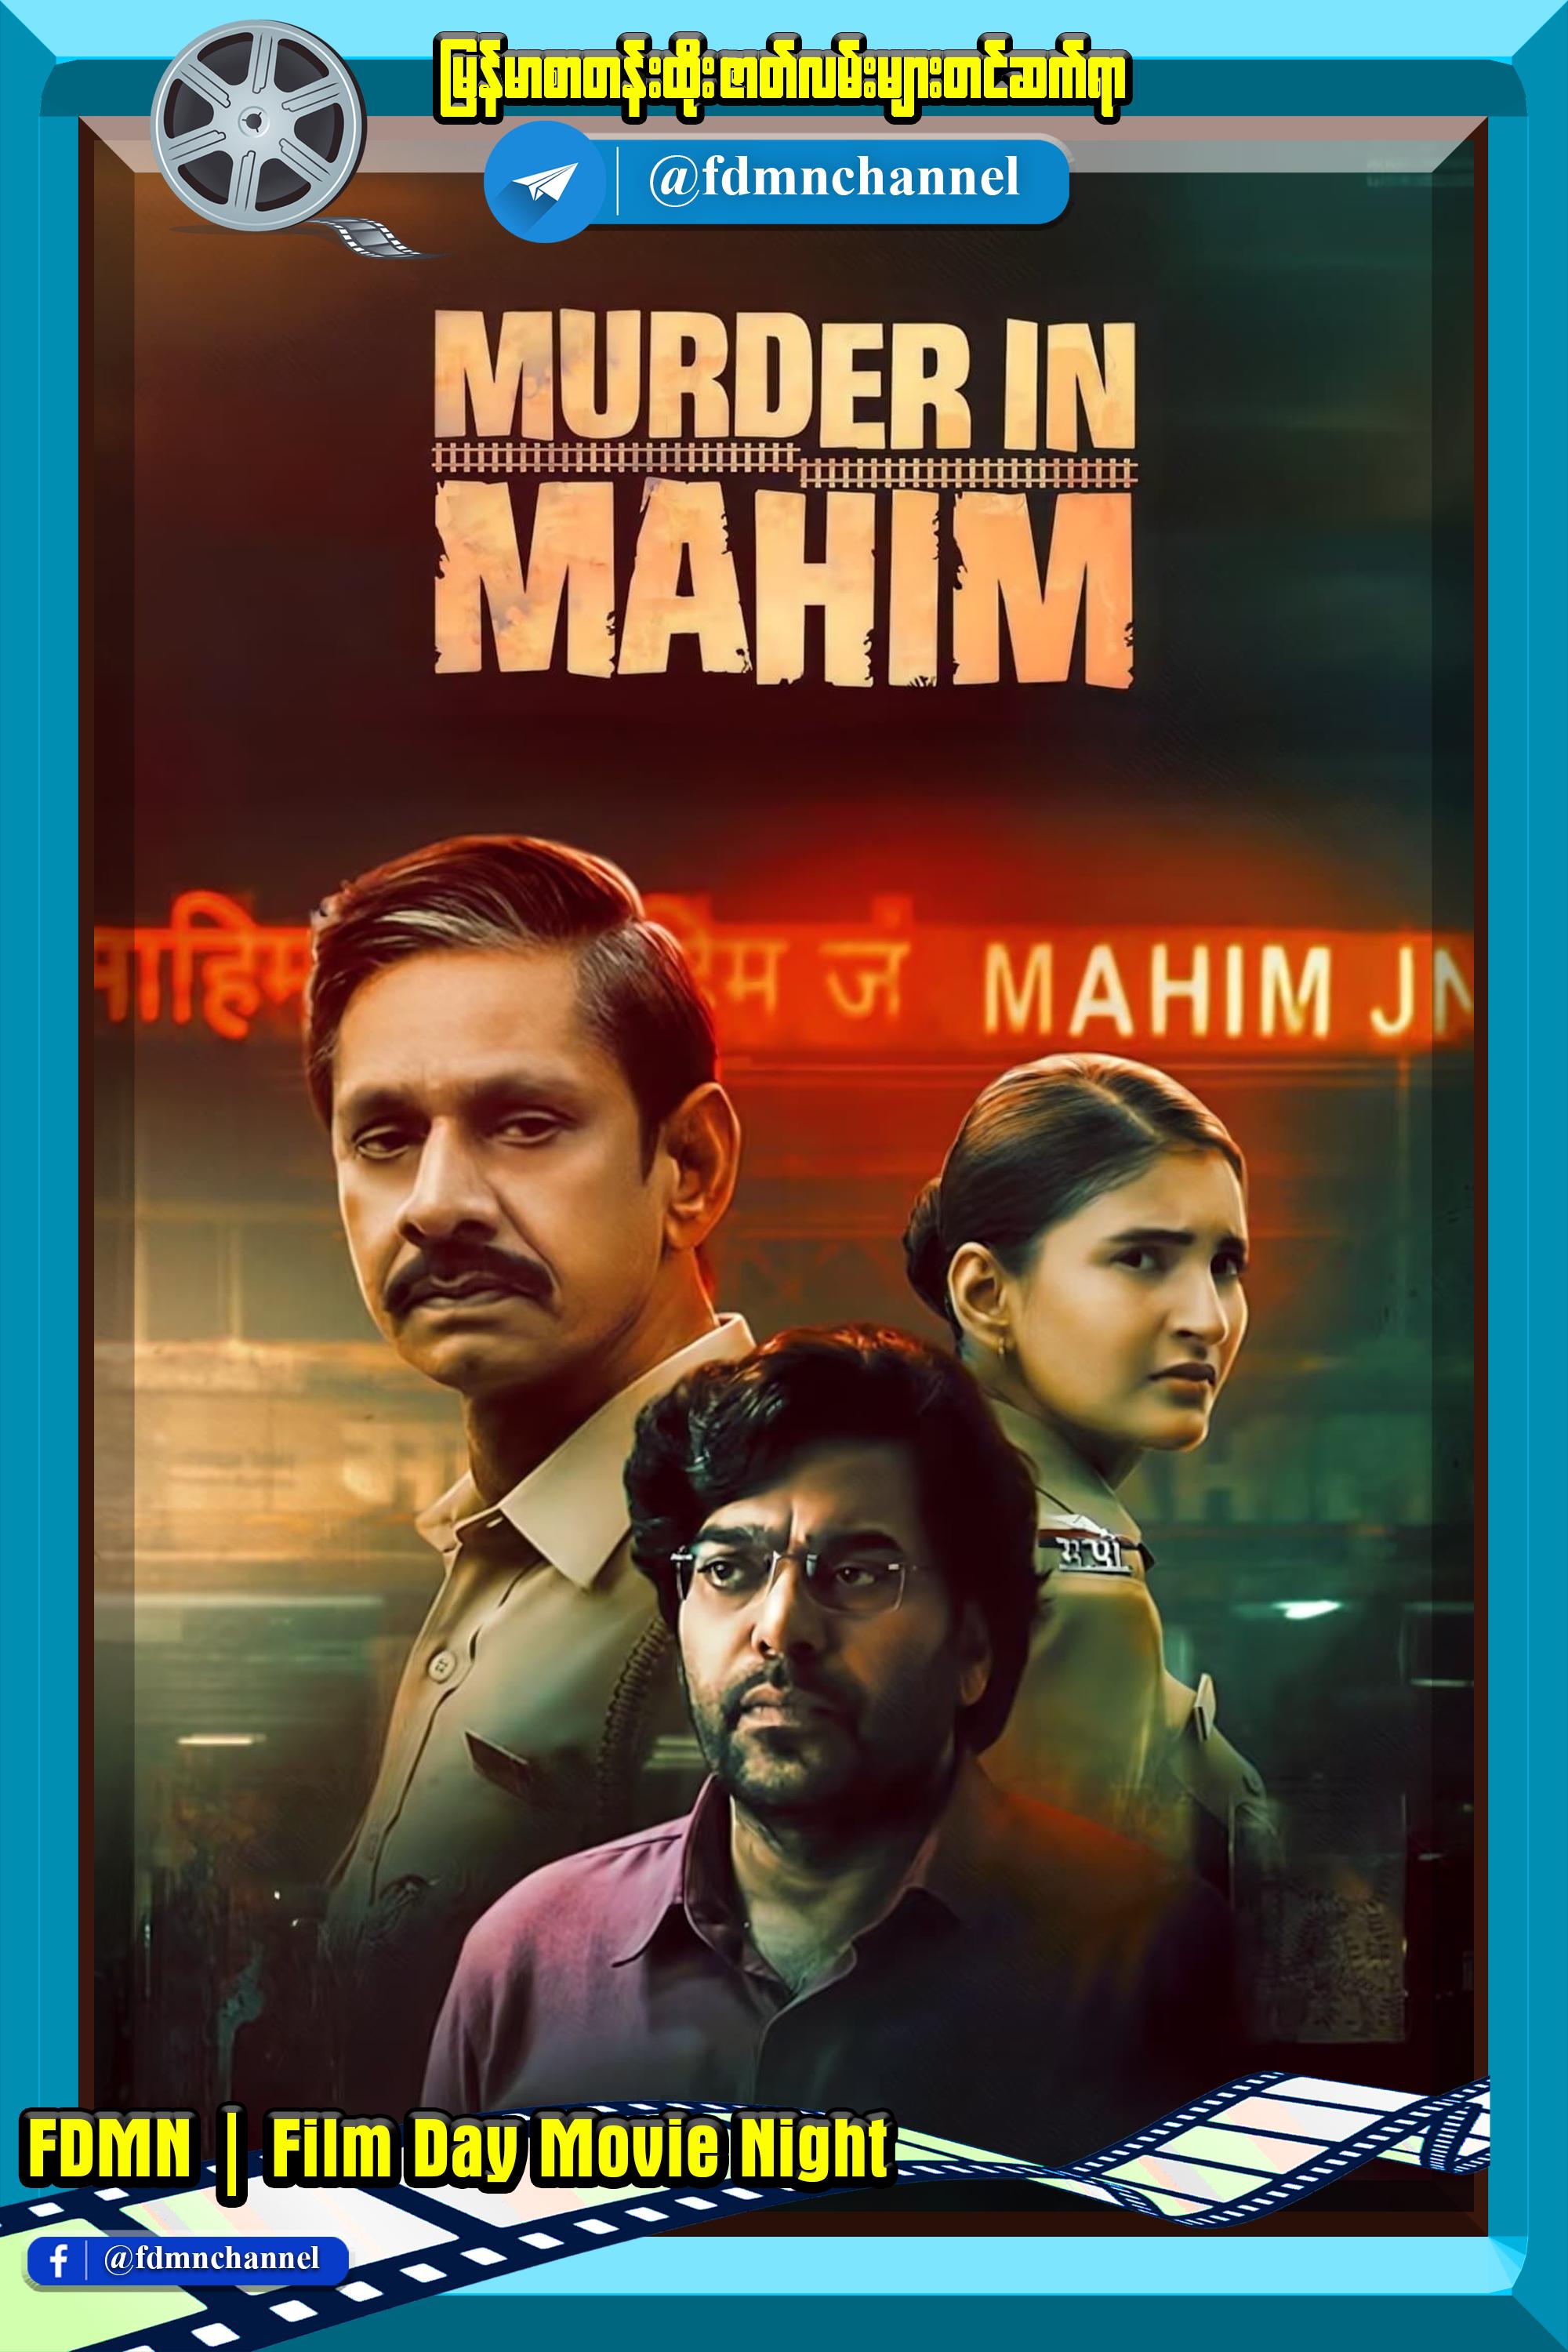 မြန်မာစာတန်းထိုး ဇာတ်လမ်းများတင်ဆက်ရာ
@fdmnchannel
MURDER IN
MAHIM
माहिम
हिम जं MAHIM JN
स.पो.
FDMN | Film Day Movie Night
@fdmnchannel